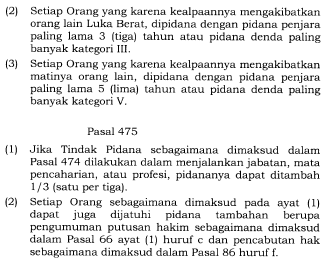 (2) Setiap Orang yang karena kealpaannya mengakibatkan
orang lain Luka Berat, dipidana dengan pidana penjara
paling lama 3 (tiga) tahun atau pidana denda paling
banyak kategori III.
(3) Setiap Orang yang karena kealpaannya mengakibatkan
matinya orang lain, dipidana dengan pidana penjara
paling lama 5 (lima) tahun atau pidana denda paling
banyak kategori V.
Pasal 475
(1) Jika Tindak Pidana sebagaimana dimaksud dalam
Pasal 474 dilakukan dalam menjalankan jabatan, mata
pencaharian, atau profesi, pidananya dapat ditambah
1/3 (satu per tiga).
(2) Setiap Orang sebagaimana dimaksud pada ayat (1)
dapat juga dijatuhi pidana tambahan berupa
pengumuman putusan hakim sebagaimana dimaksud
dalam Pasal 66 ayat (1) huruf c dan pencabutan hak
sebagaimana dimaksud dalam Pasal 86 huruf f.